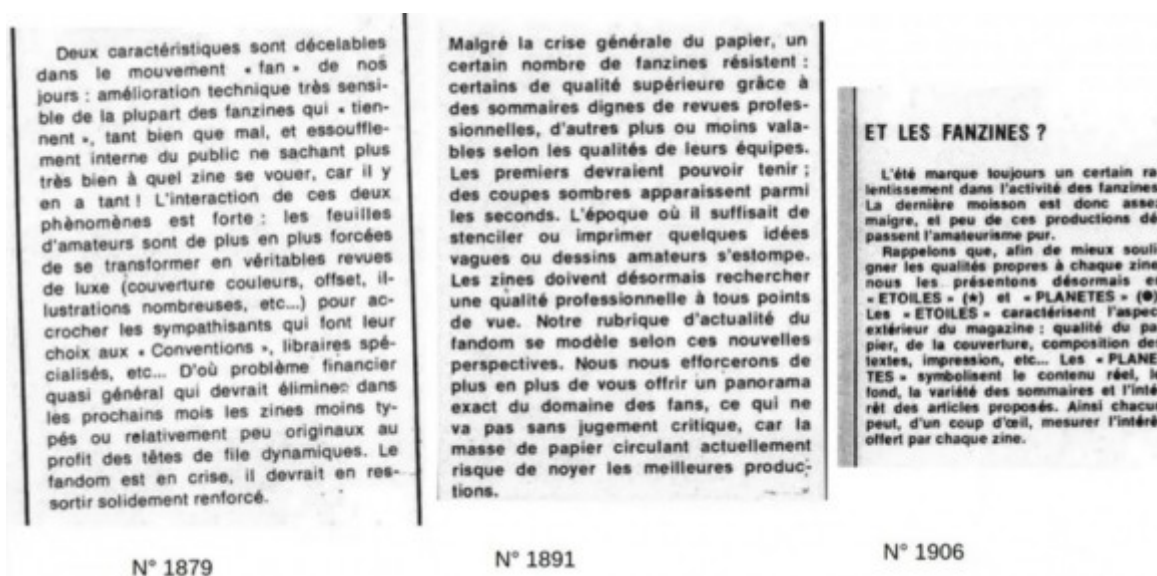 Deux caractéristiques sont décelables
dans le mouvement « fan » de nos
jours : amélioration technique très sensi-
ble de la plupart des fanzines qui « tien-
nent », tant bien que mal, et essouffle-
ment interne du public ne sachant plus
très bien à quel zine se vouer, car il y
en a tant ! L'interaction de ces deux
phènomènes est forte : les feuilles
d'amateurs sont de plus en plus forcées
de se transformer en véritables revues
de luxe (couverture couleurs, offset, il-
lustrations nombreuses, etc...) pour ac-
crocher les sympathisants qui font leur
choix aux « Conventions », libraires spé-
cialisés, etc... D'où problème financier
quasi général qui devrait éliminer dans
les prochains mois les zines moins ty-
pés ou relativement peu originaux au
profit des têtes de file dynamiques. Le
fandom est en crise, il devrait en res-
sortir solidement renforcé.
N° 1879
Malgré la crise générale du papier, un
certain nombre de fanzines résistent :
certains de qualité supérieure grâce à
des sommaires dignes de revues profes-
sionnelles, d'autres plus ou moins vala-
bles selon les qualités de leurs équipes.
Les premiers devraient pouvoir tenir ;
des coupes sombres apparaissent parmi
les seconds. L'époque où il suffisait de
stenciler ou imprimer quelques idées
vagues ou dessins amateurs s'estompe.
Les zines doivent désormais rechercher
une qualité professionnelle à tous points
de vue. Notre rubrique d'actualité du
fandom se modèle selon ces nouvelles
perspectives. Nous nous efforcerons de
plus en plus de vous offrir un panorama
exact du domaine des fans, ce qui ne
va pas sans jugement critique, car la
masse de papier circulant actuellement
risque de noyer les meilleures produc-
tions.
N° 1891
ET LES FANZINES ?
L'été marque toujours un certain ra
lentissement dans l'activité des fanzines
La dernière moisson est donc assez
maigre, et peu de ces productions dé
passent l'amateurisme pur.
Rappelons que, afin de mieux souli
gner les qualités propres à chaque zine
nous les présentons désormais en
« ETOILES » (★) et « PLANETES » (●)
Les « ETOILES » caractérisent l'aspec
extérieur du magazine : qualité du pa
pier, de la couverture, composition des
textes, impression, etc... Les « PLANE
TES » symbolisent le contenu réel, le
fond, la variété des sommaires et l'inté
rêt des articles proposés. Ainsi chacun
peut, d'un coup d'œil, mesurer l'intérê
offert par chaque zine.
N° 1906